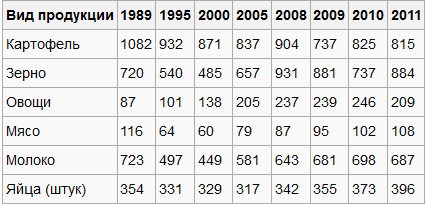 Вид продукции 1989 1995 2000 2005 2008 2009 2010 2011
Картофель 1082 932 871 837 904 737 825 815
Зерно 720 540 485 657 931 881 737 884
Овощи 87 101 138 205 237 239 246 209
Мясо 116 64 60 79 87 95 102 108
Молоко 723 497 449 581 643 681 698 687
Яйца (штук) 354 331 329 317 342 355 373 396